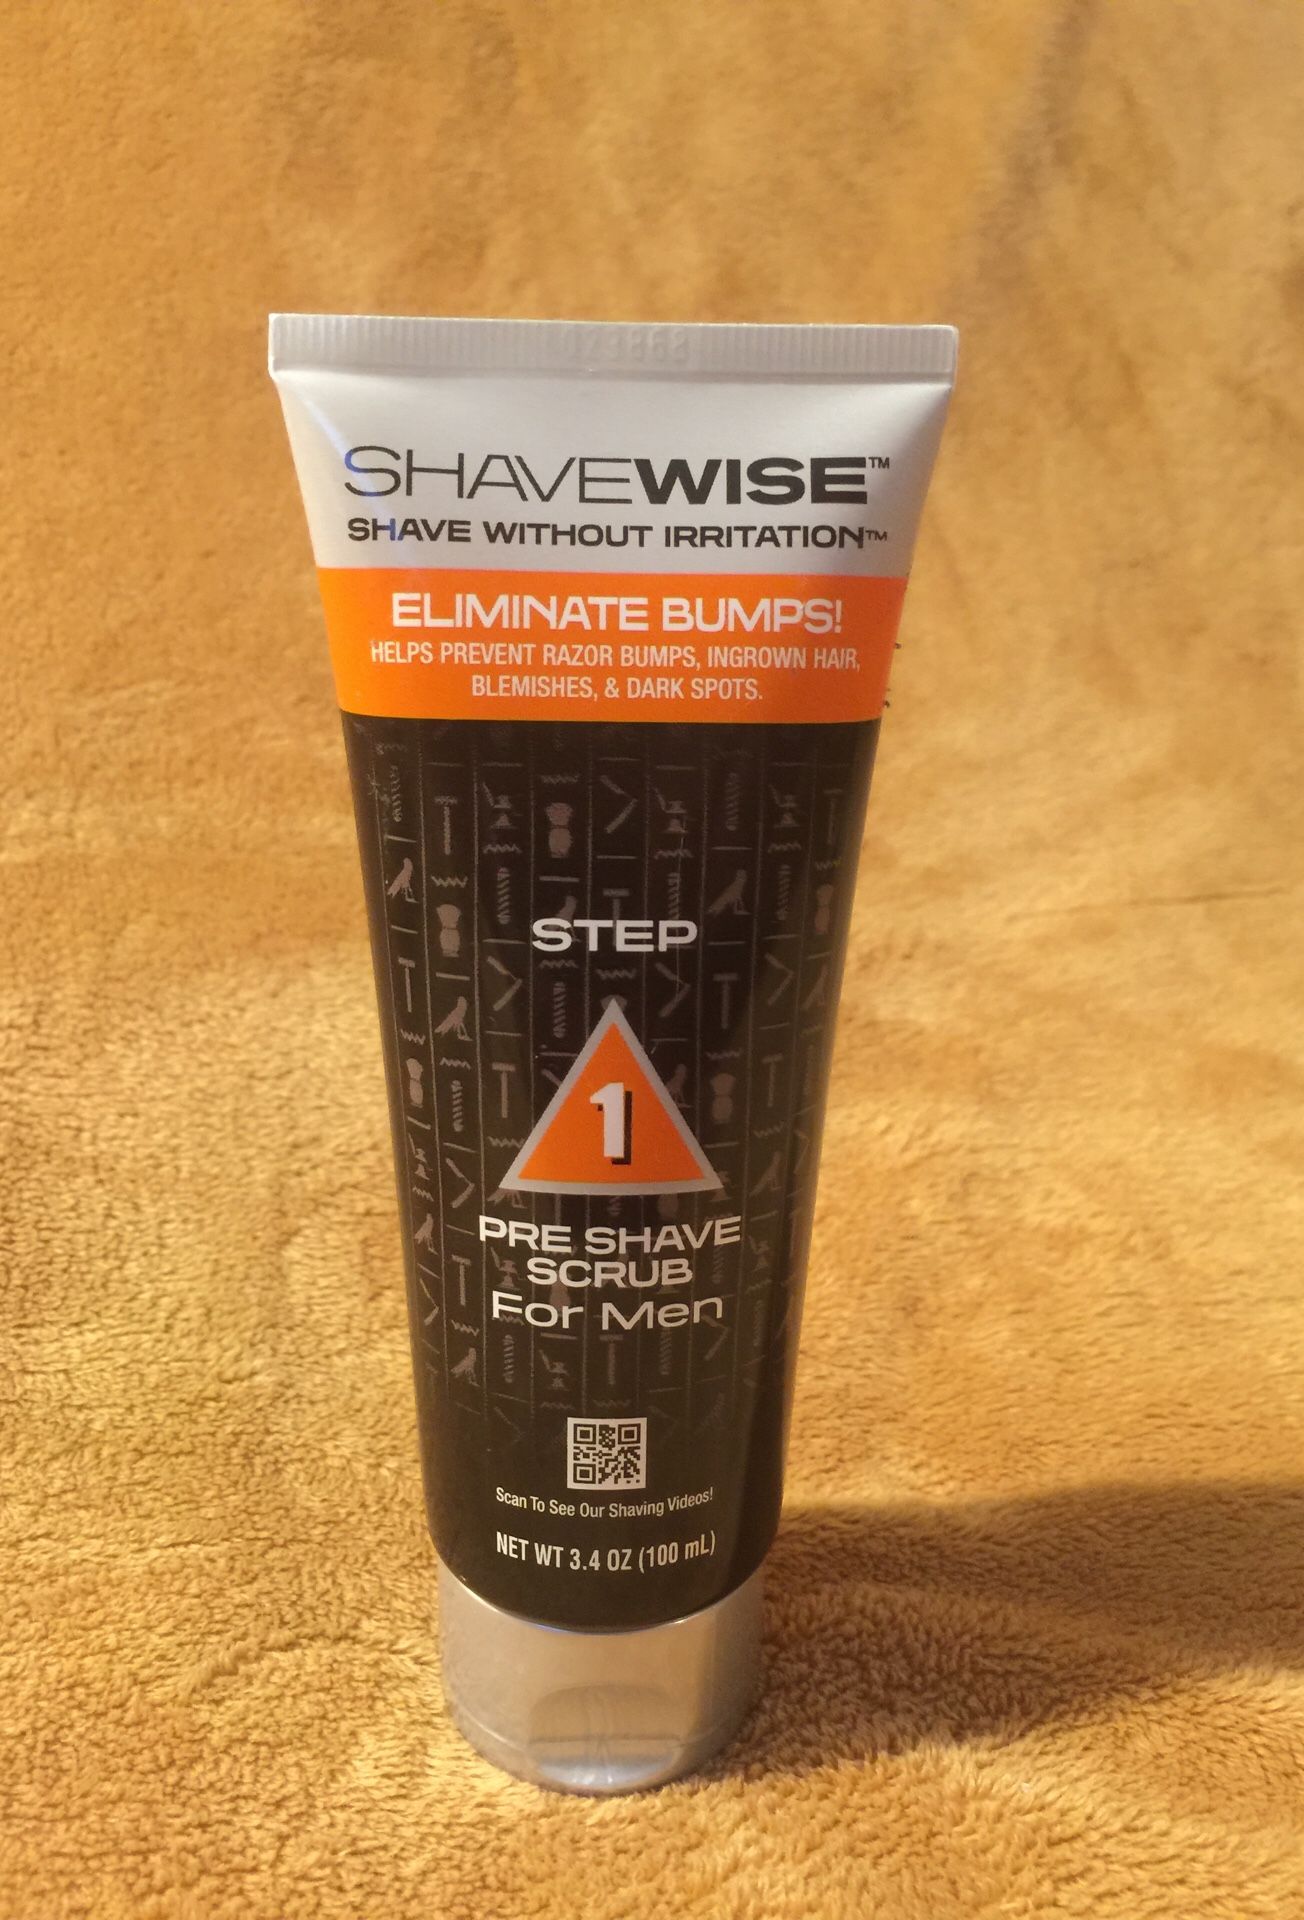 SHAVEWISE™
SHAVE WITHOUT IRRITATION™
ELIMINATE BUMPS!
HELPS PREVENT RAZOR BUMPS, INGROWN HAIR,
BLEMISHES, & DARK SPOTS.
STEP
1
PRE SHAVE
SCRUB
For Men
Scan To See Our Shaving Videos!
NET WT 3.4 OZ (100 mL)